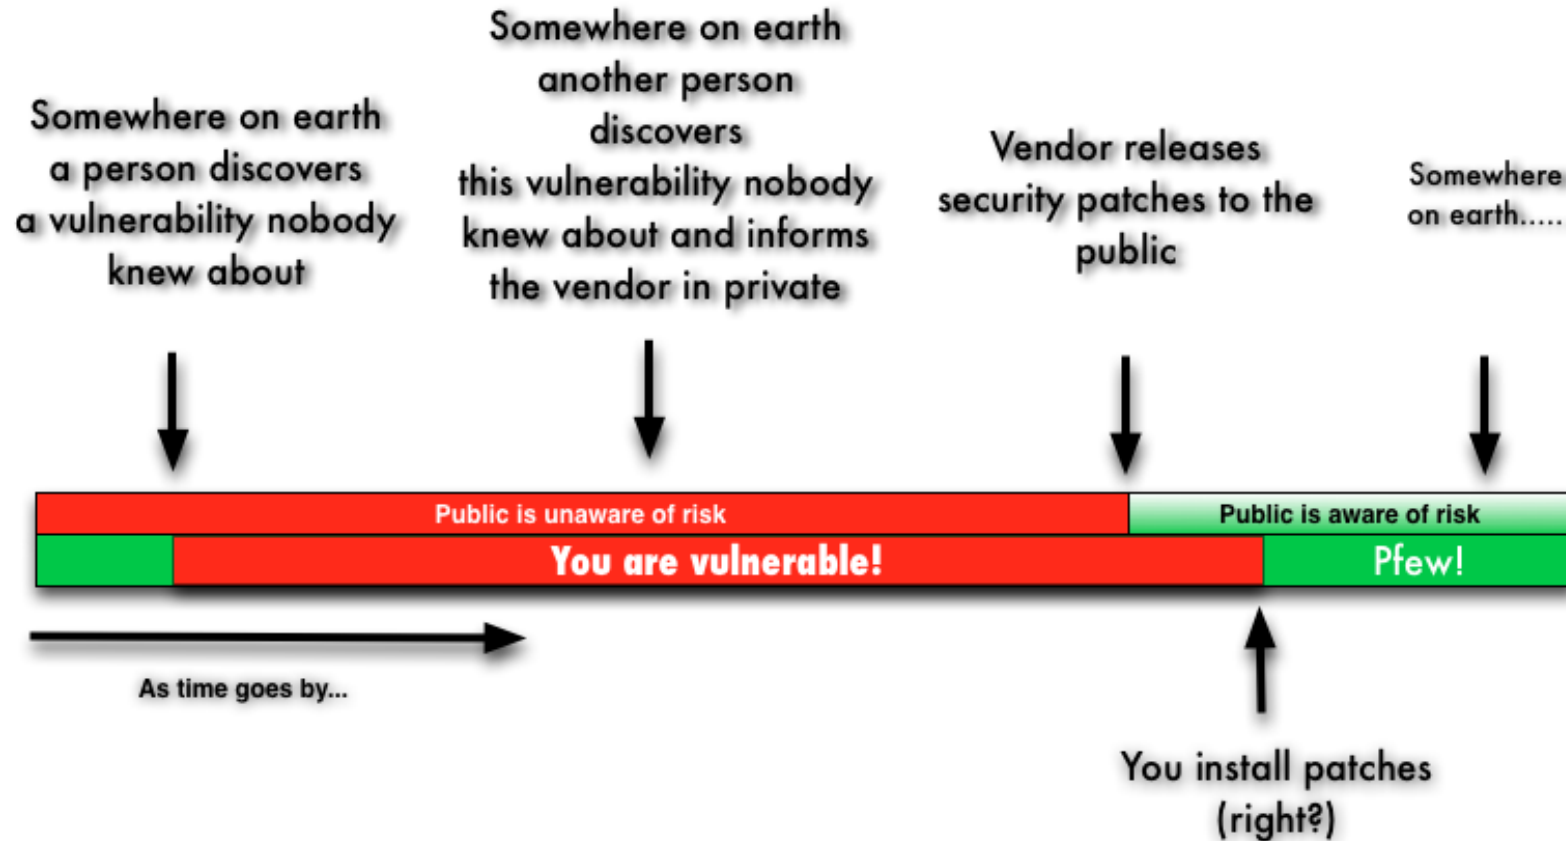 Somewhere on earth
a person discovers
a vulnerability nobody
knew about
Somewhere on earth
another person
discovers
this vulnerability nobody
knew about and informs
the vendor in private
Vendor releases
security patches to the
public
Somewhere
on earth.....
Public is unaware of risk
Public is aware of risk
You are vulnerable!
Pfew!
As time goes by...
You install patches
(right?)